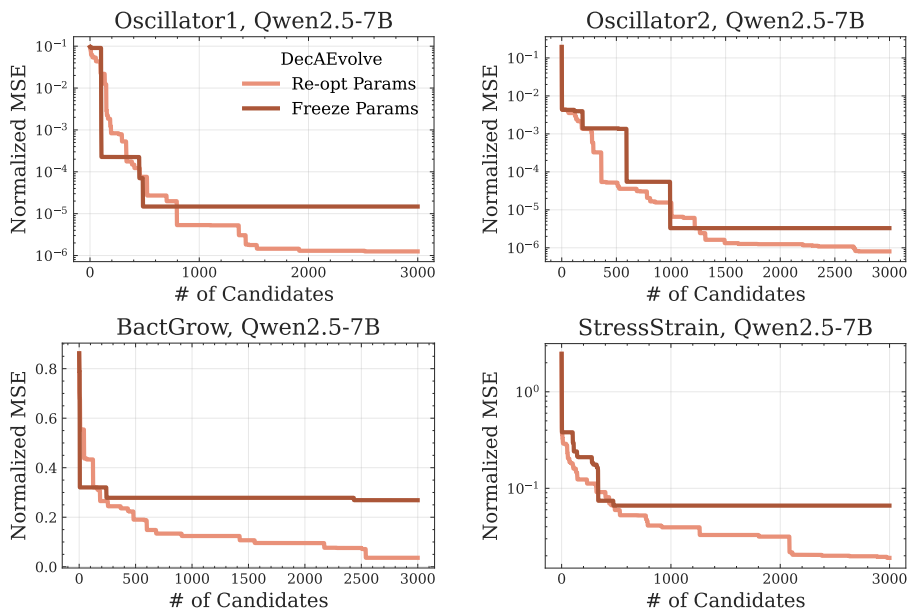 Oscillator1, Qwen2.5-7B
Normalized MSE
10⁻¹
10⁻²
10⁻³
10⁻⁴
10⁻⁵
10⁻⁶
DecAEvolve
Re-opt Params
Freeze Params
0 1000 2000 3000
# of Candidates
Oscillator2, Qwen2.5-7B
Normalized MSE
10⁻¹
10⁻²
10⁻³
10⁻⁴
10⁻⁵
10⁻⁶
0 500 1000 1500 2000 2500 3000
# of Candidates
BactGrow, Qwen2.5-7B
Normalized MSE
0.8
0.6
0.4
0.2
0.0
0 500 1000 1500 2000 2500 3000
# of Candidates
StressStrain, Qwen2.5-7B
Normalized MSE
10⁰
10⁻¹
0 500 1000 1500 2000 2500 3000
# of Candidates